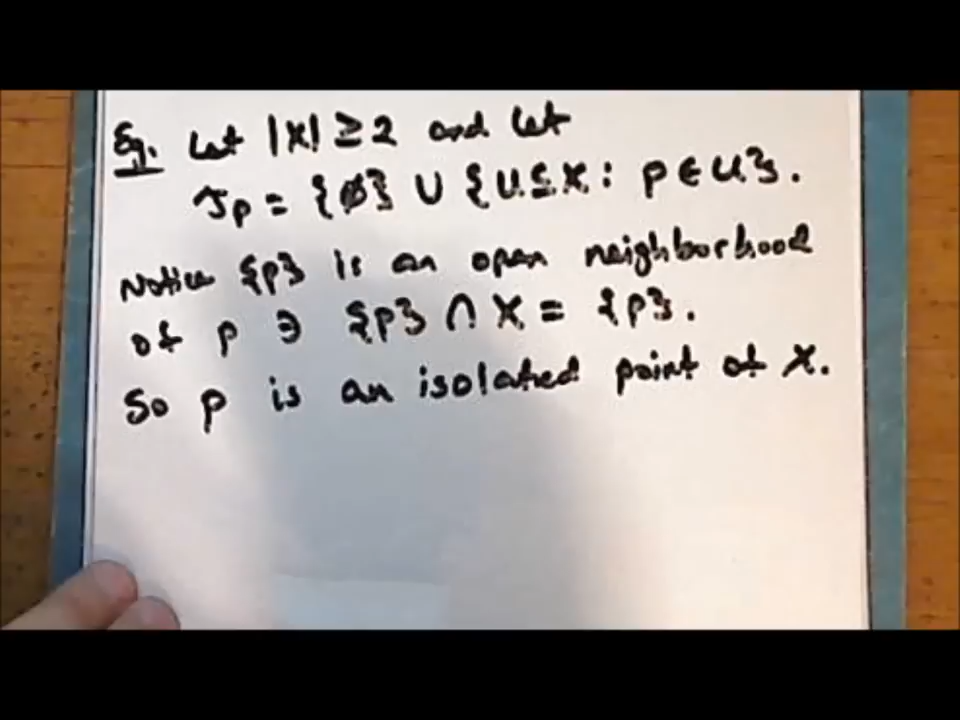 Eg. Let |X| ≥ 2 and let
𝒯p = {∅} ∪ {U ⊆ X : p ∈ U}.
Notice {p} is an open neighborhood
of p ∋ {p} ∩ X = {p}.
So p is an isolated point of X.